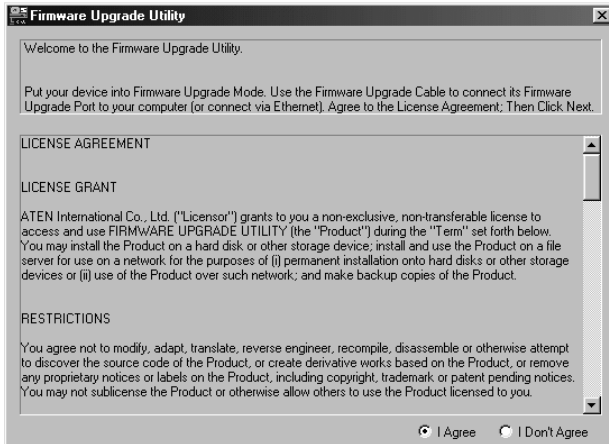 Firmware Upgrade Utility
Welcome to the Firmware Upgrade Utility.
Put your device into Firmware Upgrade Mode. Use the Firmware Upgrade Cable to connect its Firmware
Upgrade Port to your computer (or connect via Ethernet). Agree to the License Agreement; Then Click Next.
LICENSE AGREEMENT
LICENSE GRANT
ATEN International Co., Ltd. ("Licensor") grants to you a non-exclusive, non-transferable license to
access and use FIRMWARE UPGRADE UTILITY (the "Product") during the "Term" set forth below.
You may install the Product on a hard disk or other storage device; install and use the Product on a file
server for use on a network for the purposes of (i) permanent installation onto hard disks or other storage
devices or (ii) use of the Product over such network; and make backup copies of the Product.
RESTRICTIONS
You agree not to modify, adapt, translate, reverse engineer, recompile, disassemble or otherwise attempt
to discover the source code of the Product, or create derivative works based on the Product, or remove
any proprietary notices or labels on the Product, including copyright, trademark or patent pending notices.
You may not sublicense the Product or otherwise allow others to use the Product licensed to you.
I Agree I Don't Agree